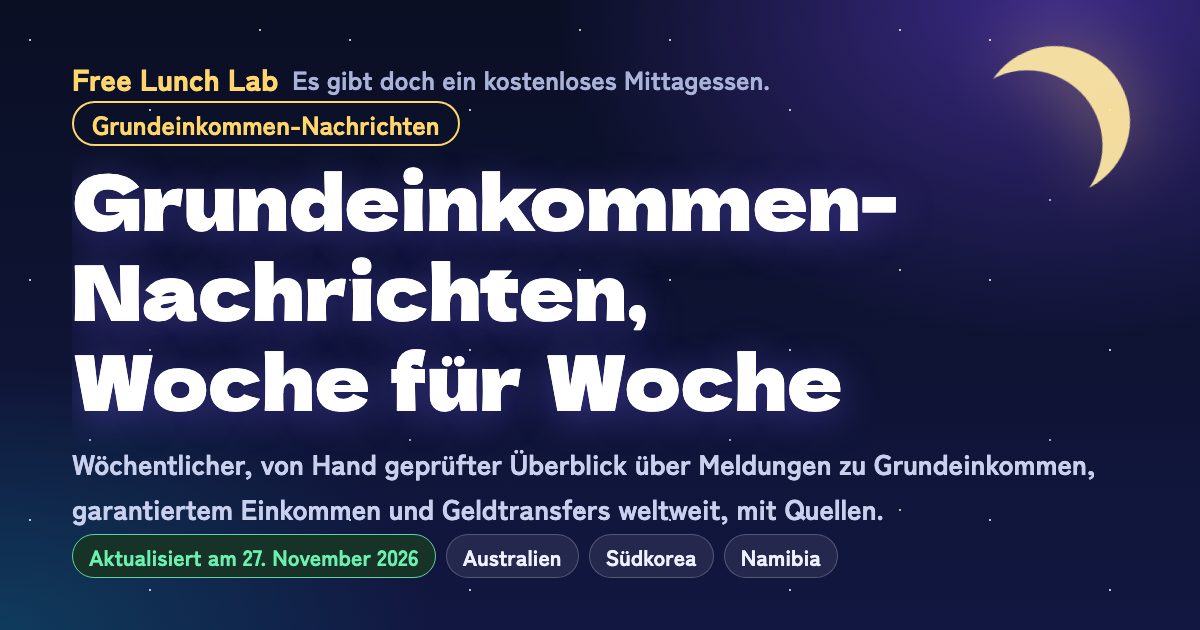 Free Lunch Lab Es gibt doch ein kostenloses Mittagessen.
Grundeinkommen-Nachrichten
Grundeinkommen-
Nachrichten,
Woche für Woche
Wöchentlicher, von Hand geprüfter Überblick über Meldungen zu Grundeinkommen,
garantiertem Einkommen und Geldtransfers weltweit, mit Quellen.
Aktualisiert am 27. November 2026 Australien Südkorea Namibia